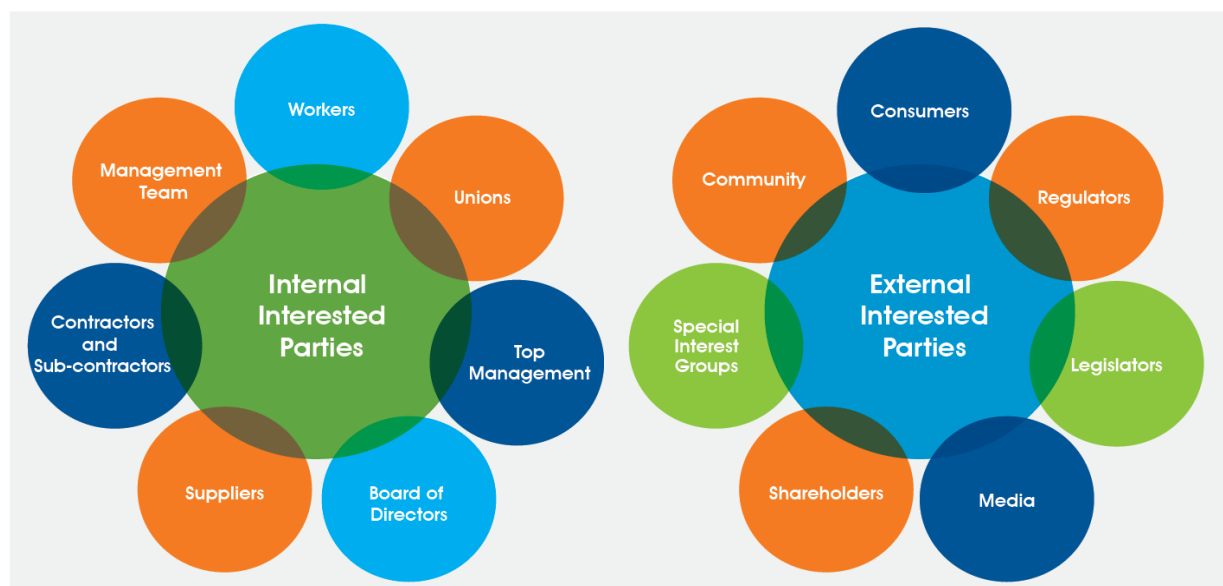 Workers
Management
Team
Unions
Internal
Interested
Parties
Contractors
and
Sub-contractors
Top
Management
Suppliers
Board of
Directors
Consumers
Community
Regulators
External
Interested
Parties
Special
Interest
Groups
Legislators
Shareholders
Media